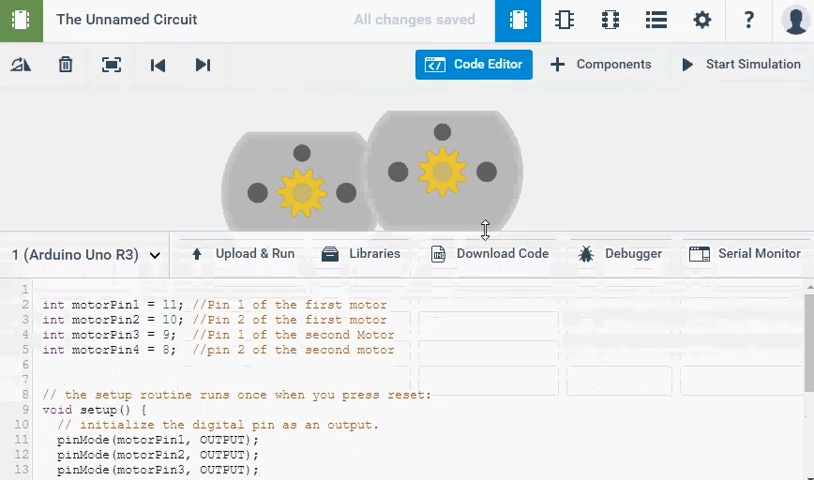 The Unnamed Circuit
All changes saved
?
Code Editor
Components
Start Simulation
1 (Arduino Uno R3)
Upload & Run
Libraries
Download Code
Debugger
Serial Monitor
1
2 int motorPin1 = 11; //Pin 1 of the first motor
3 int motorPin2 = 10; //Pin 2 of the first motor
4 int motorPin3 = 9;  //Pin 1 of the second Motor
5 int motorPin4 = 8;  //pin 2 of the second motor
6
7
8 // the setup routine runs once when you press reset:
9 void setup() {
10   // initialize the digital pin as an output.
11   pinMode(motorPin1, OUTPUT);
12   pinMode(motorPin2, OUTPUT);
13   pinMode(motorPin3, OUTPUT);